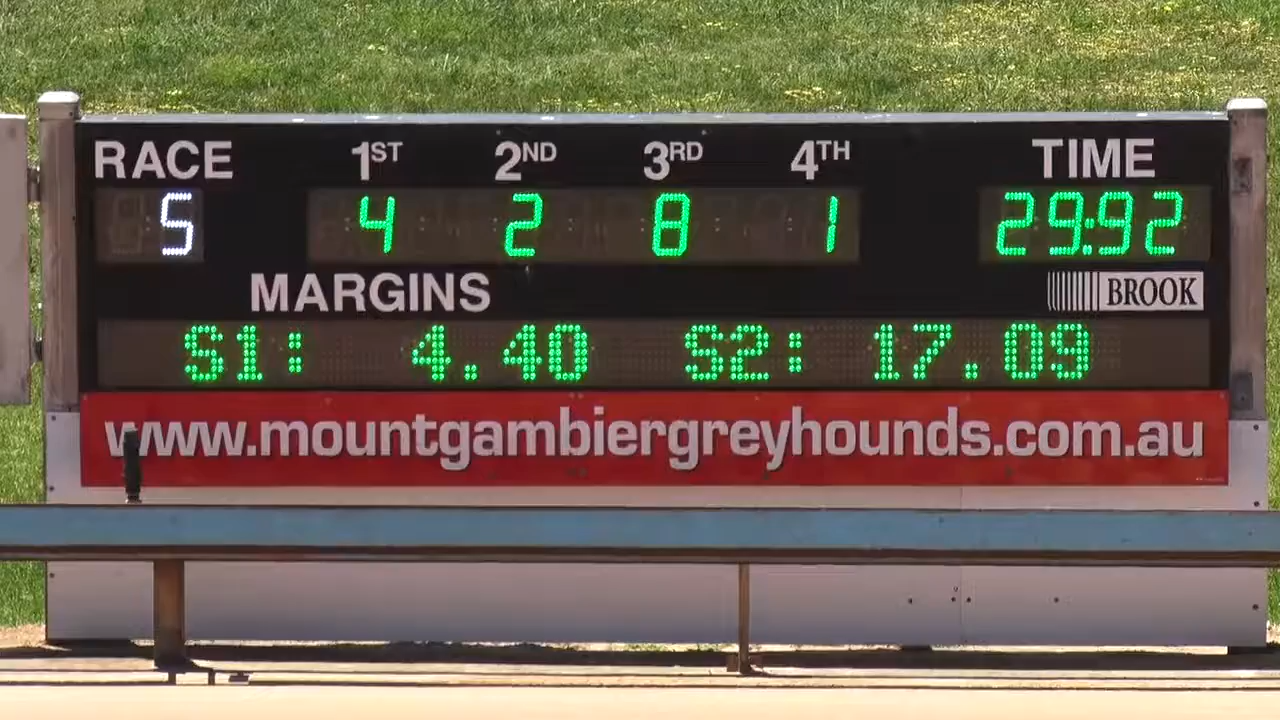 RACE 1ST 2ND 3RD 4TH TIME
5 4 2 8 1 29:92
MARGINS BROOK
S1: 4.40 S2: 17.09
www.mountgambiergreyhounds.com.au